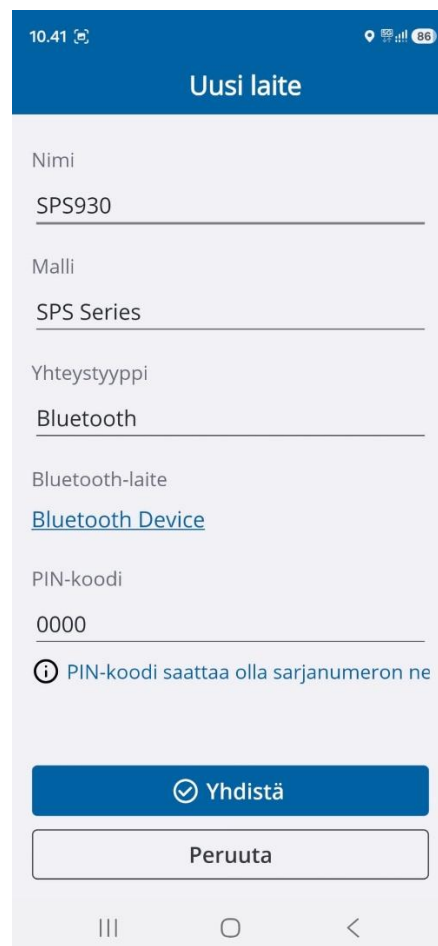 10.41
86
Uusi laite
Nimi
SPS930
Malli
SPS Series
Yhteystyyppi
Bluetooth
Bluetooth-laite
Bluetooth Device
PIN-koodi
0000
PIN-koodi saattaa olla sarjanumeron ne
Yhdistä
Peruuta